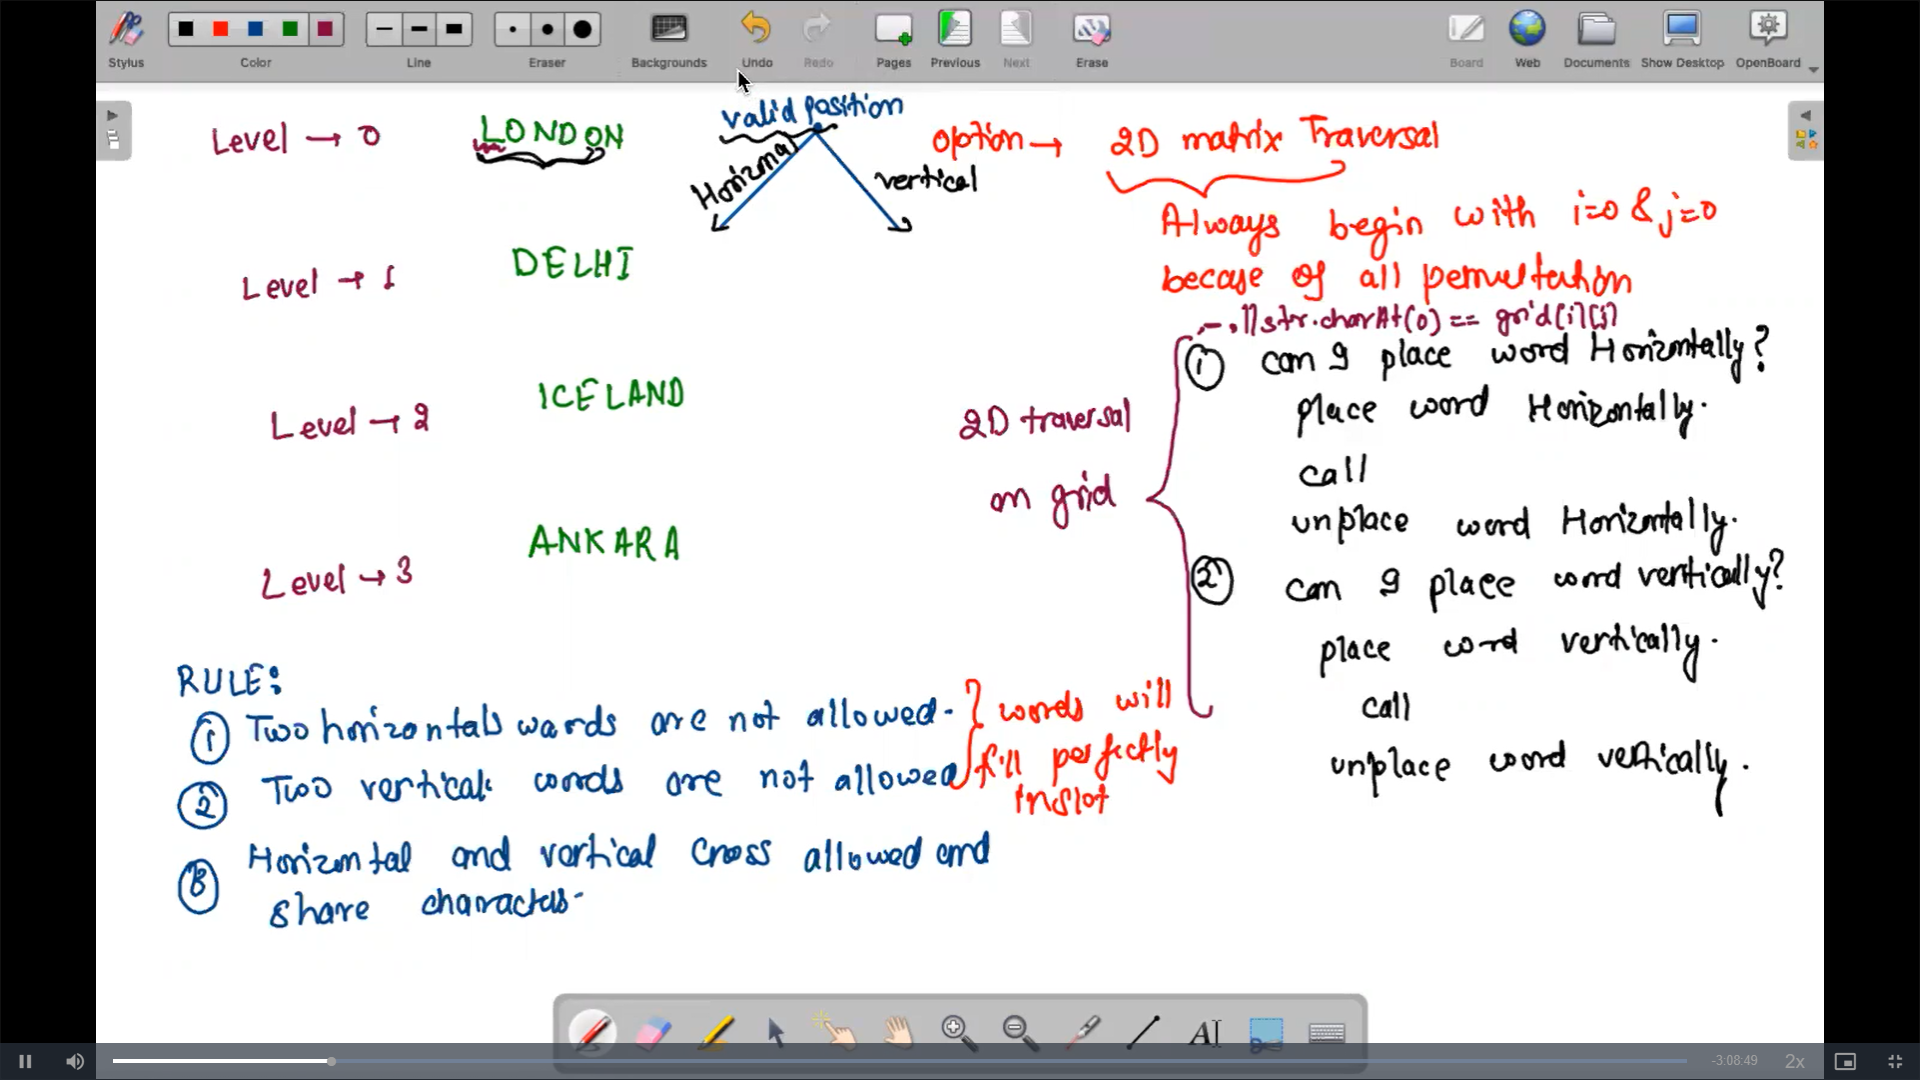 Stylus
Color
Line
Eraser
Backgrounds
Undo
Redo
Pages
Previous
Next
Erase
Board
Web
Documents
Show Desktop
OpenBoard
Level → 0
LONDON
valid position
Horizmal
vertical
option →
2D matrix Traversal
Always begin with i=0 & j=0
becase of all permutation
Level → 1
DELHI
|| str.charAt(0) == grid[i][j]
1 can I place word Horizontally?
place word Horizontally.
call
unplace word Horizontally.
Level → 2
ICELAND
2D traversal
on grid
2 can I place word vertically?
place word vertically.
call
unplace word vertically.
Level → 3
ANKARA
RULE:
1 Two horizontals words are not allowed.
2 Two vertical words are not allowed
words will
fill perfectly
in slot
3 Horizontal and vertical cross allowed and
share characters.
AI
-3:08:49
2x